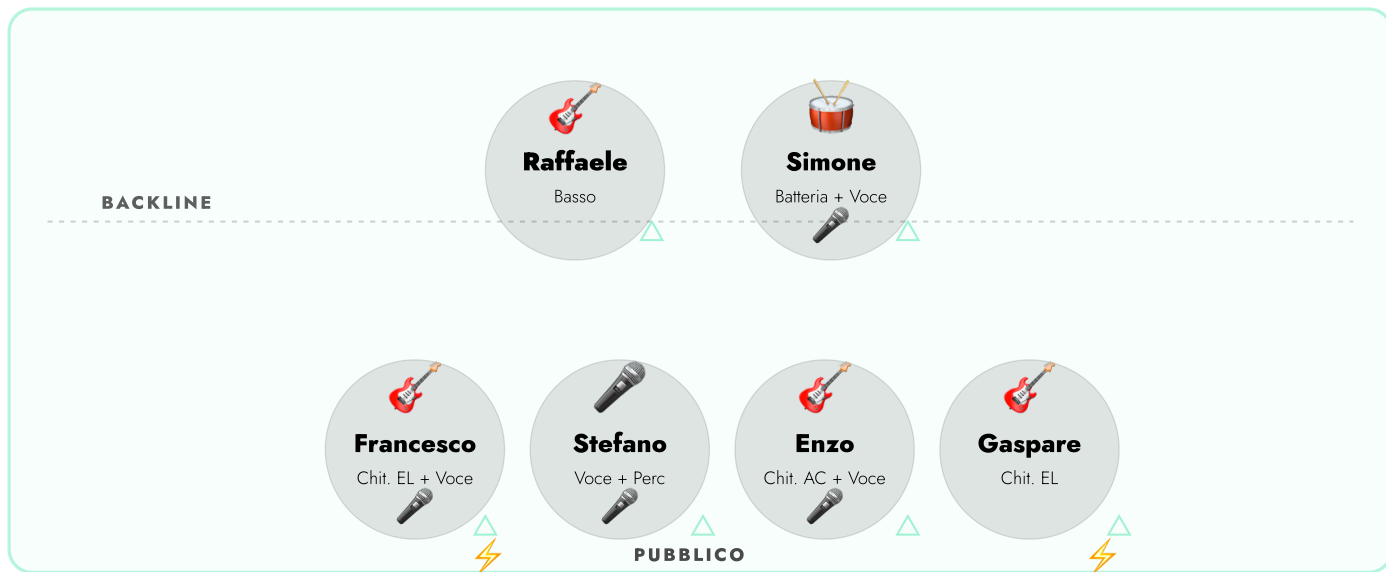 Raffaele
Basso
Simone
Batteria + Voce
BACKLINE
Francesco
Chit. EL + Voce
Stefano
Voce + Perc
Enzo
Chit. AC + Voce
Gaspare
Chit. EL
PUBBLICO